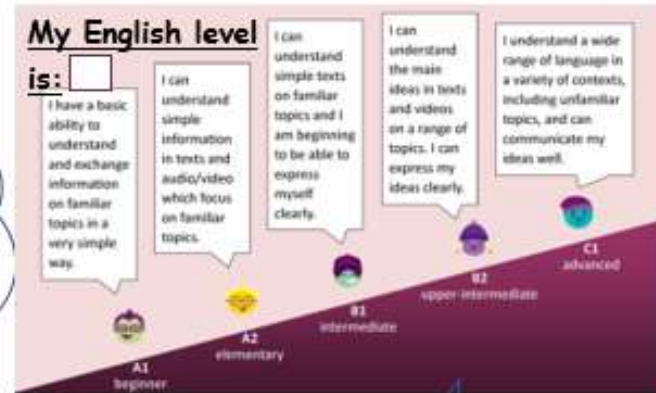 My English level
is:
I have a basic
ability to
understand
and exchange
information
on familiar
topics in a
very simple
way.
I can
understand
simple
information
in texts and
audio/video
which focus
on familiar
topics.
I can
understand
simple texts
on familiar
topics and I
am beginning
to be able to
express
myself
clearly.
I can
understand
the main
ideas in texts
and videos
on a range of
topics. I can
express my
ideas clearly.
I understand a wide
range of language in
a variety of contexts,
including unfamiliar
topics, and can
communicate my
ideas well.
A1
beginner
A2
elementary
B1
intermediate
B2
upper-intermediate
C1
advanced